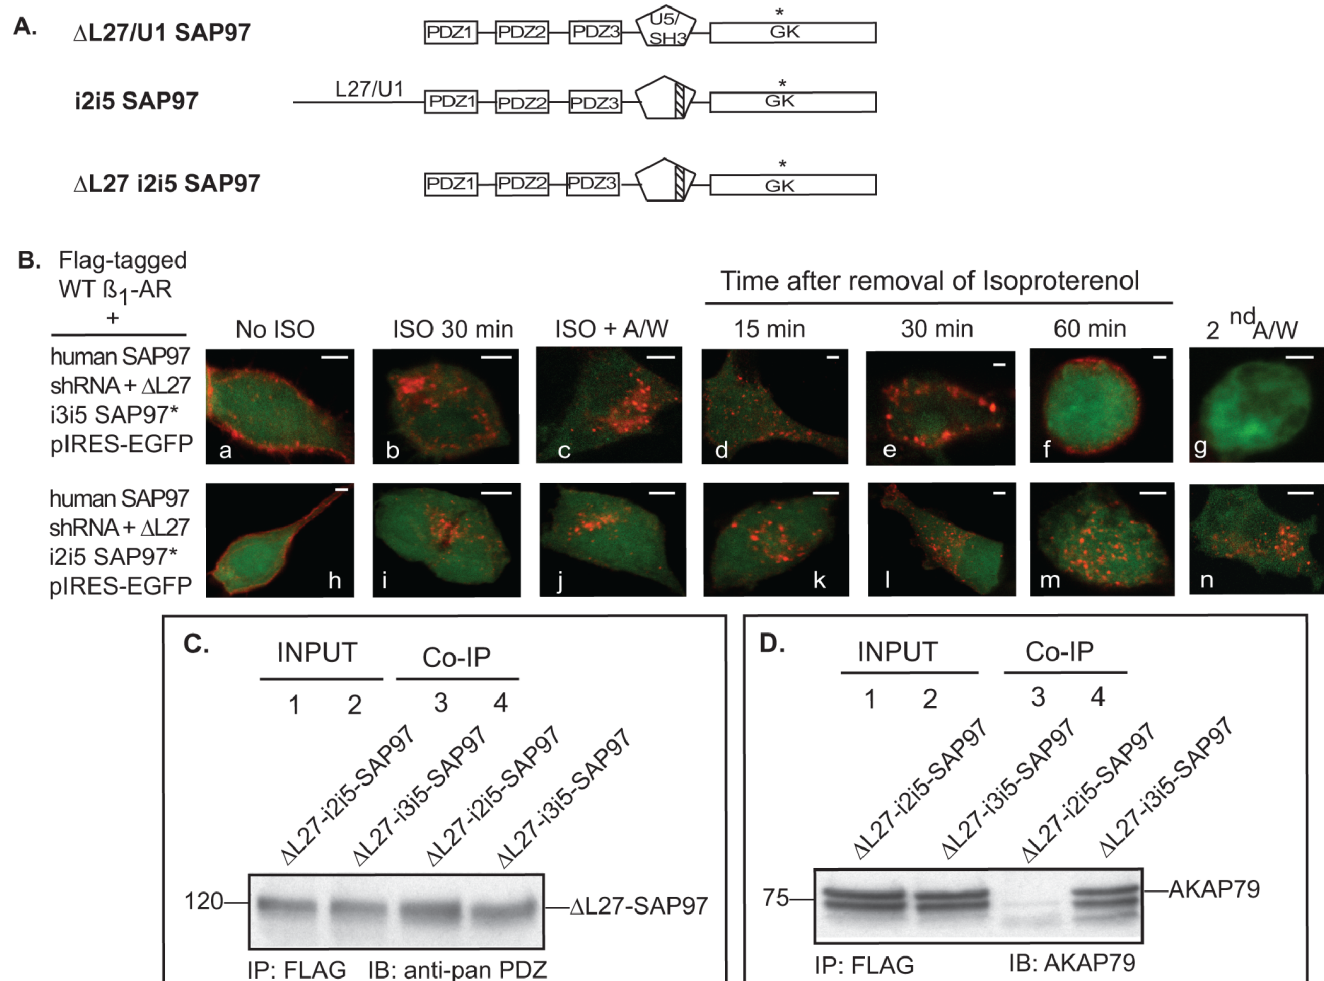 A.
ΔL27/U1 SAP97
PDZ1 PDZ2 PDZ3 U5/ SH3 * GK
i2i5 SAP97
L27/U1 PDZ1 PDZ2 PDZ3 * GK
ΔL27 i2i5 SAP97
PDZ1 PDZ2 PDZ3 * GK
B. Flag-tagged
WT ß1-AR
+
Time after removal of Isoproterenol
No ISO ISO 30 min ISO + A/W 15 min 30 min 60 min 2nd A/W
human SAP97
shRNA + ΔL27
i3i5 SAP97*
pIRES-EGFP
a b c d e f g
human SAP97
shRNA + ΔL27
i2i5 SAP97*
pIRES-EGFP
h i j k l m n
C.
INPUT Co-IP
1 2 3 4
ΔL27-i2i5-SAP97
ΔL27-i3i5-SAP97
ΔL27-i2i5-SAP97
ΔL27-i3i5-SAP97
120 ΔL27-SAP97
IP: FLAG IB: anti-pan PDZ
D.
INPUT Co-IP
1 2 3 4
ΔL27-i2i5-SAP97
ΔL27-i3i5-SAP97
ΔL27-i2i5-SAP97
ΔL27-i3i5-SAP97
75 AKAP79
IP: FLAG IB: AKAP79